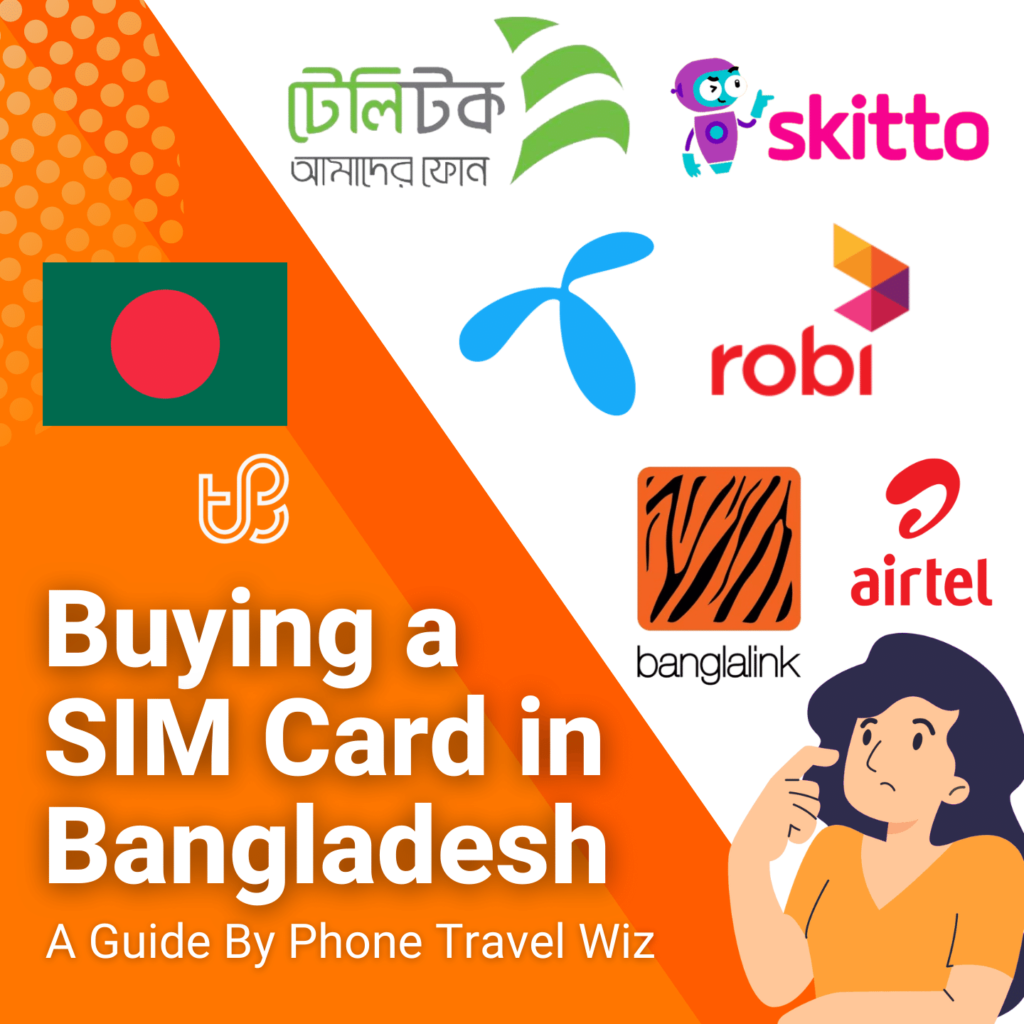 টেলিটক
আমাদের ফোন
skitto
robi
banglalink
airtel
Buying a
SIM Card in
Bangladesh
A Guide By Phone Travel Wiz